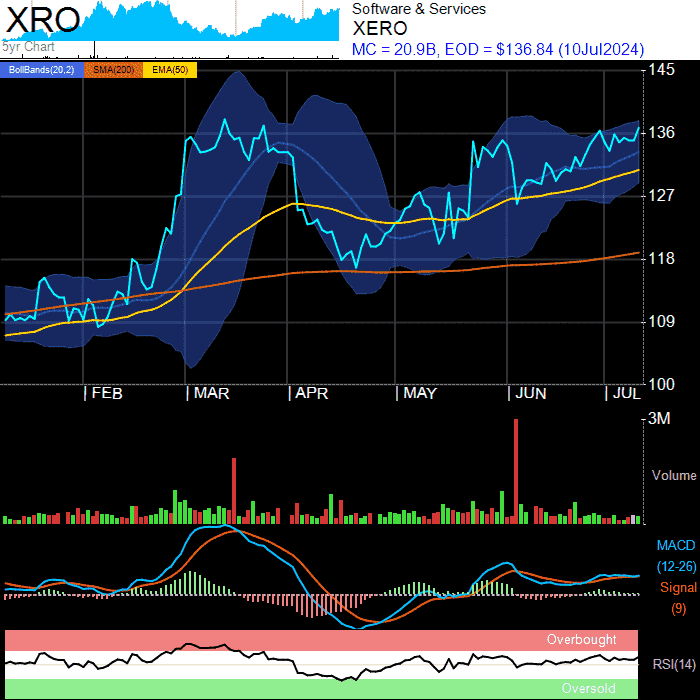 XRO
5yr Chart
Software & Services
XERO
MC = 20.9B, EOD = $136.84 (10Jul2024)
BollBands(20,2) SMA(200) EMA(50)
145
136
127
118
109
100
FEB MAR APR MAY JUN JUL
3M
Volume
MACD
(12-26)
Signal
(9)
Overbought
RSI(14)
Oversold